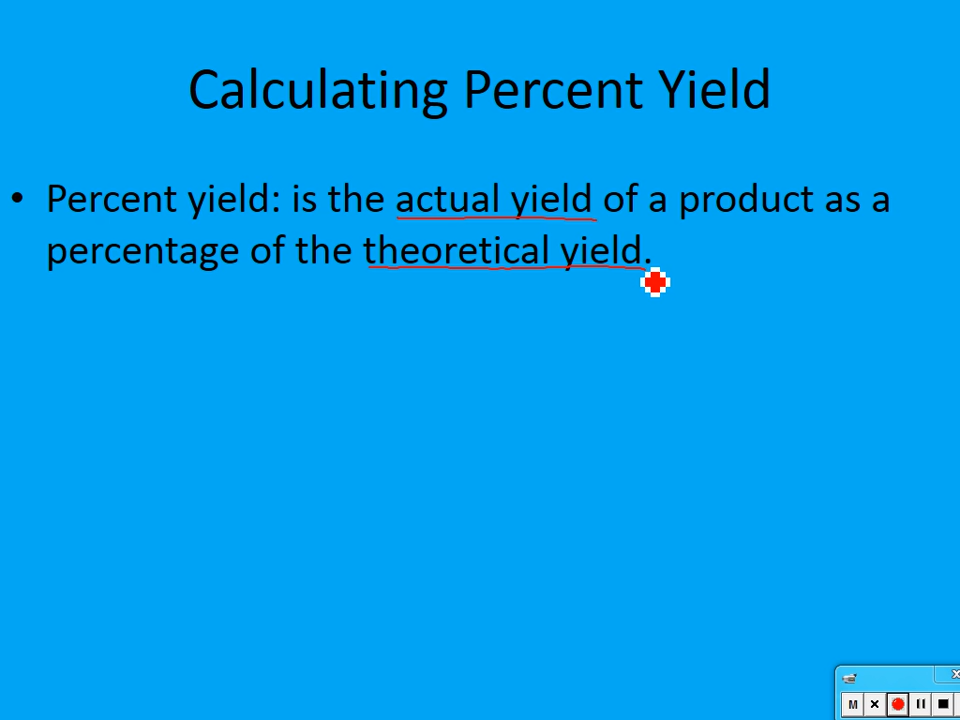 Calculating Percent Yield
• Percent yield: is the actual yield of a product as a
percentage of the theoretical yield.
M